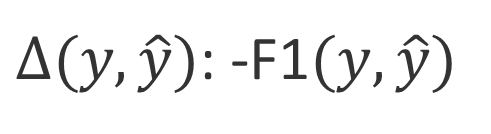 Δ(y, ŷ): -F1(y, ŷ)